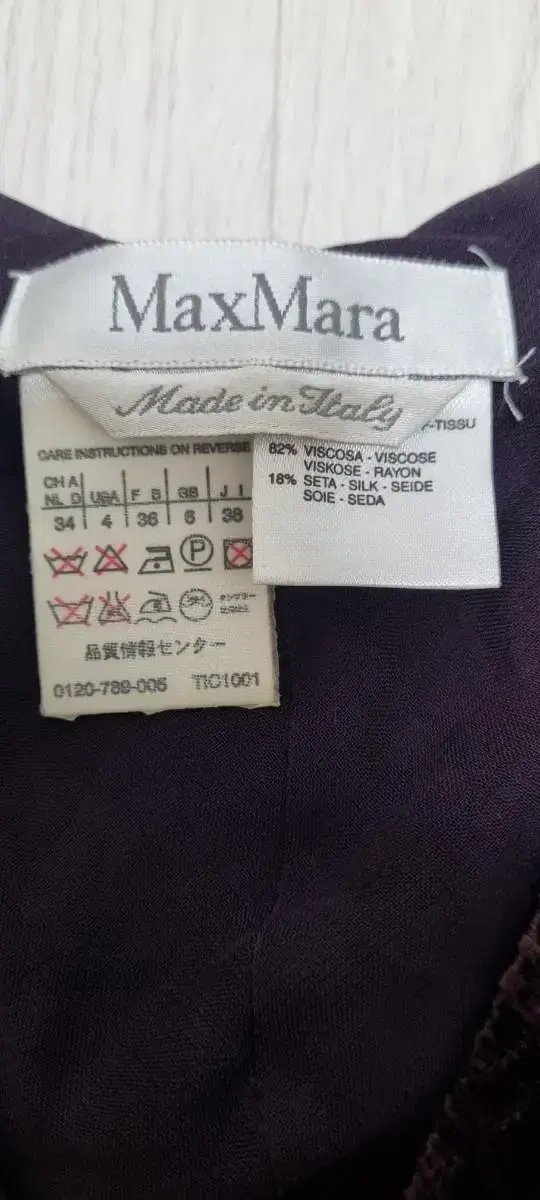 MaxMara
Made in Italy
CARE INSTRUCTIONS ON REVERSE
CH A
NL D USA F B GB J I
34 4 36 6 38
P
品質情報センター
0120-789-005 TIC1001
-TISSU
82% VISCOSA - VISCOSE
VISKOSE - RAYON
18% SETA - SILK - SEIDE
SOIE - SEDA